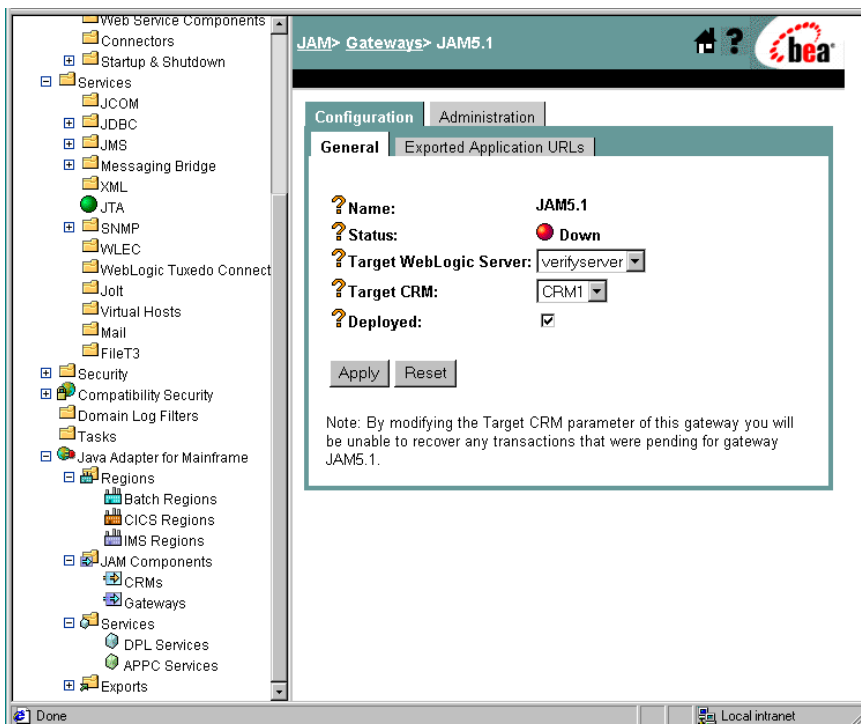 Web Service Components
Connectors
Startup & Shutdown
Services
JCOM
JDBC
JMS
Messaging Bridge
XML
JTA
SNMP
WLEC
WebLogic Tuxedo Connect
Jolt
Virtual Hosts
Mail
FileT3
Security
Compatibility Security
Domain Log Filters
Tasks
Java Adapter for Mainframe
Regions
Batch Regions
CICS Regions
IMS Regions
JAM Components
CRMs
Gateways
Services
DPL Services
APPC Services
Exports
JAM> Gateways> JAM5.1
? bea
Configuration Administration
General Exported Application URLs
? Name: JAM5.1
? Status: Down
? Target WebLogic Server: verifyserver
? Target CRM: CRM1
? Deployed:
Apply Reset
Note: By modifying the Target CRM parameter of this gateway you will
be unable to recover any transactions that were pending for gateway
JAM5.1.
Done Local intranet